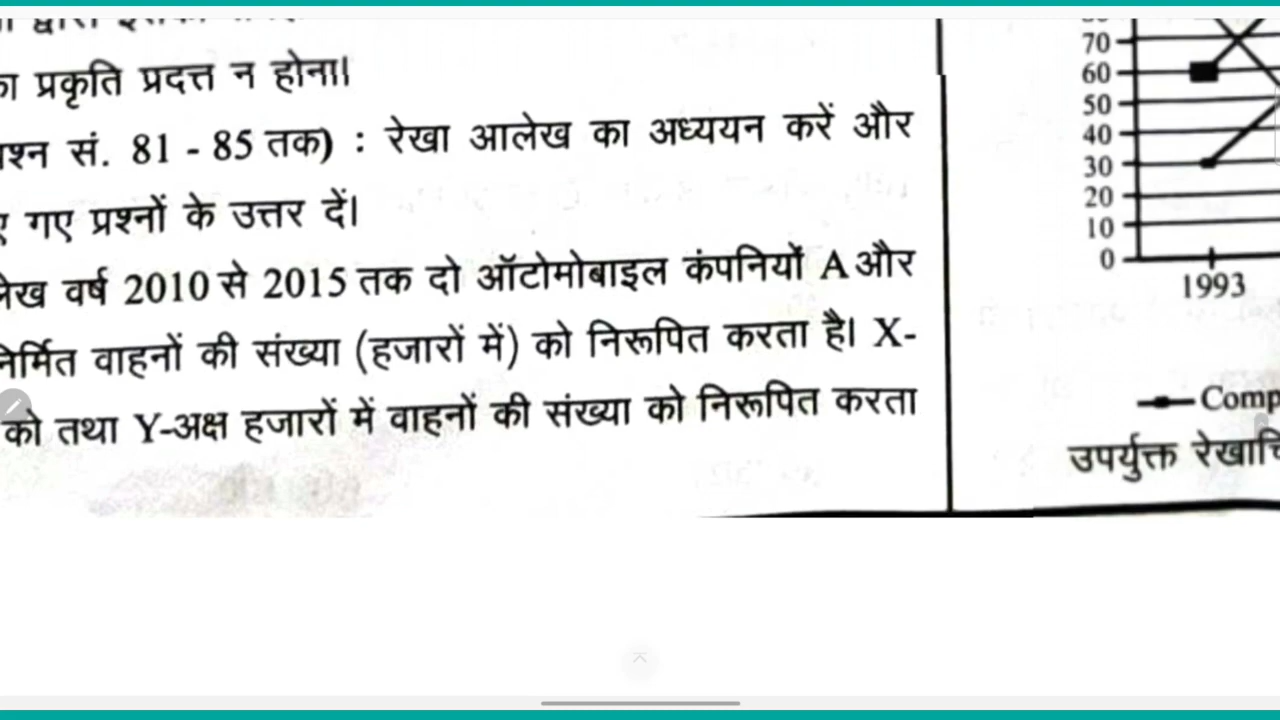 प्रकृति प्रदत्त न होना।
सं. 81 - 85 तक) : रेखा आलेख का अध्ययन करें और
गए प्रश्नों के उत्तर दें।
वर्ष 2010 से 2015 तक दो ऑटोमोबाइल कंपनियों A और
वाहनों की संख्या (हजारों में) को निरूपित करता है। X-
को तथा Y-अक्ष हजारों में वाहनों की संख्या को निरूपित करता
70
60
50
40
30
20
10
0
1993
Comp
उपर्युक्त